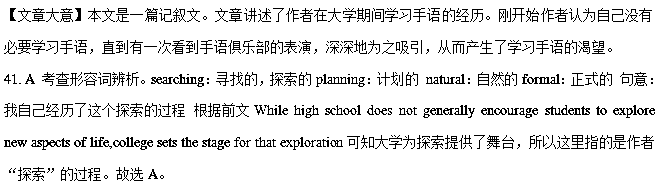 【文章大意】本文是一篇记叙文。文章讲述了作者在大学期间学习手语的经历。刚开始作者认为自己没有
必要学习手语，直到有一次看到手语俱乐部的表演，深深地为之吸引，从而产生了学习手语的渴望。
41. A  考查形容词辨析。searching：寻找的，探索的 planning：计划的  natural：自然的 formal：正式的  句意：
我自己经历了这个探索的过程  根据前文 While high school does not generally encourage students to explore
new aspects of life,college sets the stage for that exploration 可知大学为探索提供了舞台，所以这里指的是作者
“探索”的过程。故选 A。